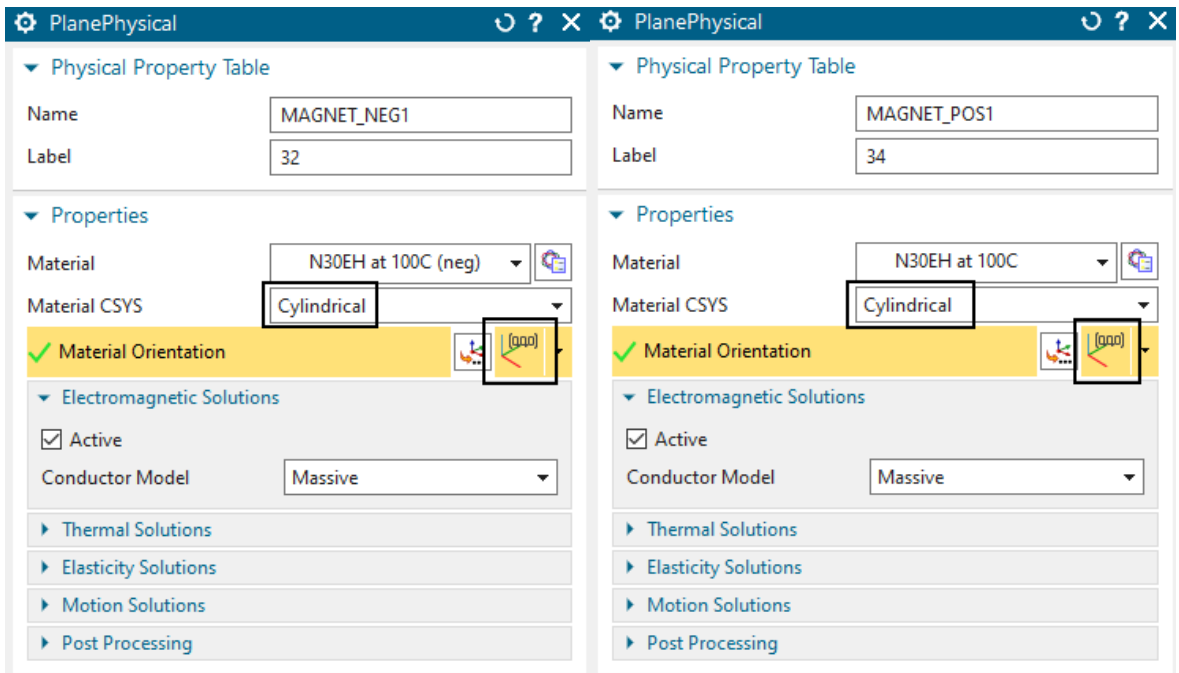 PlanePhysical
Physical Property Table
Name MAGNET_NEG1
Label 32
Properties
Material N30EH at 100C (neg)
Material CSYS Cylindrical
Material Orientation
Electromagnetic Solutions
Active
Conductor Model Massive
Thermal Solutions
Elasticity Solutions
Motion Solutions
Post Processing
PlanePhysical
Physical Property Table
Name MAGNET_POS1
Label 34
Properties
Material N30EH at 100C
Material CSYS Cylindrical
Material Orientation
Electromagnetic Solutions
Active
Conductor Model Massive
Thermal Solutions
Elasticity Solutions
Motion Solutions
Post Processing